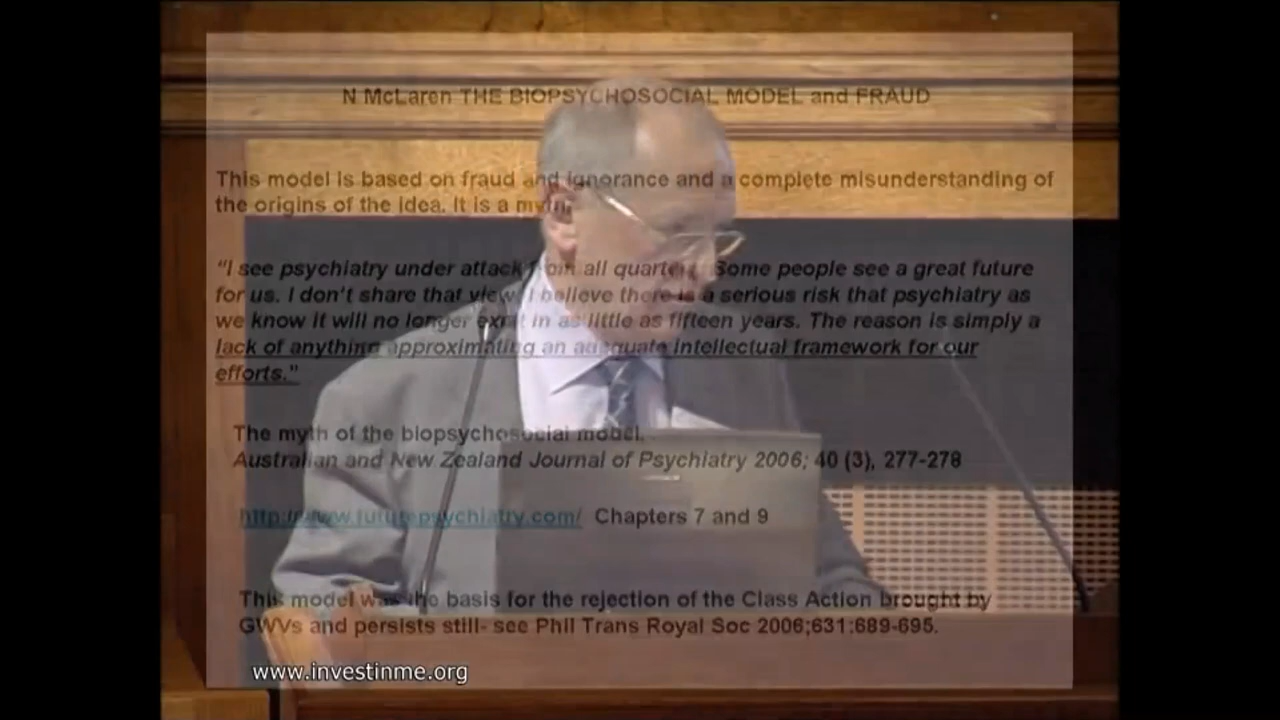 N McLaren THE BIOPSYCHOSOCIAL MODEL and FRAUD
This model is based on fraud and ignorance and a complete misunderstanding of
the origins of the idea. It is a myth.
"I see psychiatry under attack from all quarters. Some people see a great future
for us. I don't share that view. I believe there is a serious risk that psychiatry as
we know it will no longer exist in as little as fifteen years. The reason is simply a
lack of anything approximating an adequate intellectual framework for our
efforts."
The myth of the biopsychosocial model.
Australian and New Zealand Journal of Psychiatry 2006; 40 (3), 277-278
http://www.futurepsychiatry.com/ Chapters 7 and 9
This model was the basis for the rejection of the Class Action brought by
GWVs and persists still- see Phil Trans Royal Soc 2006;631:689-695.
www.investinme.org